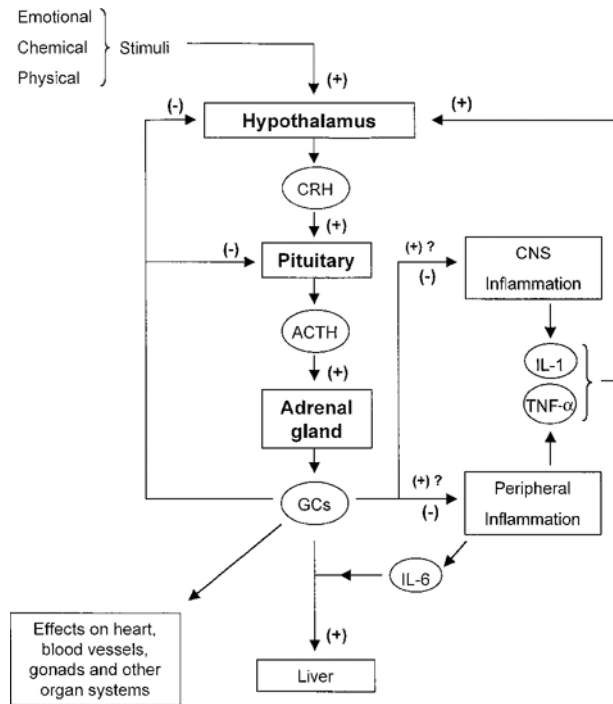 Emotional
Chemical
Stimuli
Physical
(+)
(-)
(+)
Hypothalamus
CRH
(+)
(-)
Pituitary
(+) ?
(-)
CNS
Inflammation
ACTH
(+)
IL-1
TNF-α
Adrenal
gland
GCs
(+) ?
(-)
Peripheral
Inflammation
IL-6
(+)
Effects on heart,
blood vessels,
gonads and other
organ systems
Liver